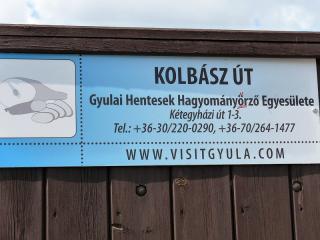 KOLBÁSZ ÚT
Gyulai Hentesek Hagyományőrző Egyesülete
Kétegyházi út 1-3.
Tel.: +36-30/220-0290, +36-70/264-1477
WWW.VISITGYULA.COM